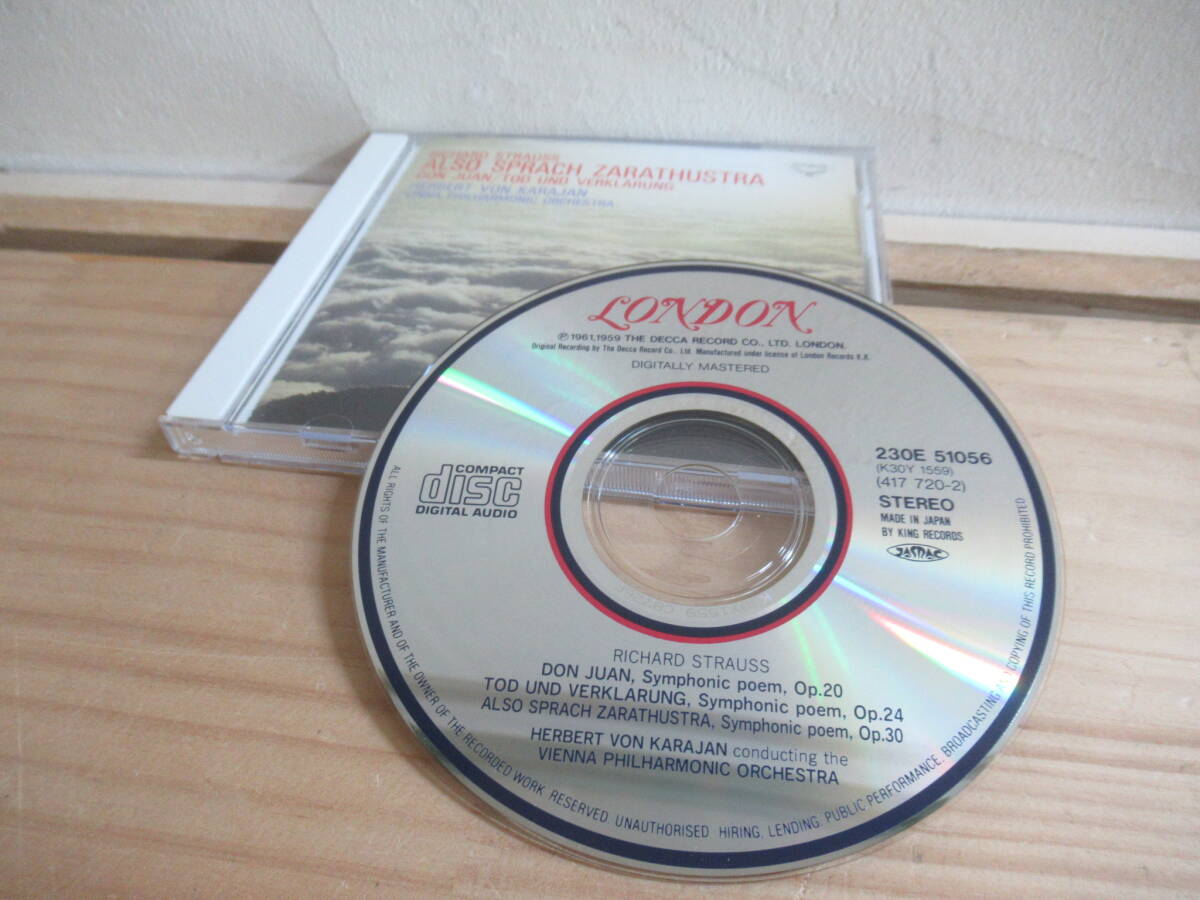 RICHARD STRAUSS
ALSO SPRACH ZARATHUSTRA
DON JUAN, TOD UND VERKLÄRUNG
HERBERT VON KARAJAN
VIENNA PHILHARMONIC ORCHESTRA
LONDON
℗ 1961,1959 THE DECCA RECORD CO., LTD. LONDON.
Original Recording by The Decca Record Co., Ltd. Manufactured under license of London Records K.K.
DIGITALLY MASTERED
COMPACT
disc
DIGITAL AUDIO
230E 51056
(K30Y 1559)
(417 720-2)
STEREO
MADE IN JAPAN
BY KING RECORDS
JASRAC
RICHARD STRAUSS
DON JUAN, Symphonic poem, Op.20
TOD UND VERKLARUNG, Symphonic poem, Op.24
ALSO SPRACH ZARATHUSTRA, Symphonic poem, Op.30
HERBERT VON KARAJAN conducting the
VIENNA PHILHARMONIC ORCHESTRA
ALL RIGHTS OF THE MANUFACTURER AND OF THE OWNER OF THE RECORDED WORK RESERVED. UNAUTHORISED HIRING, LENDING, PUBLIC PERFORMANCE, BROADCASTING AND COPYING OF THIS RECORD PROHIBITED